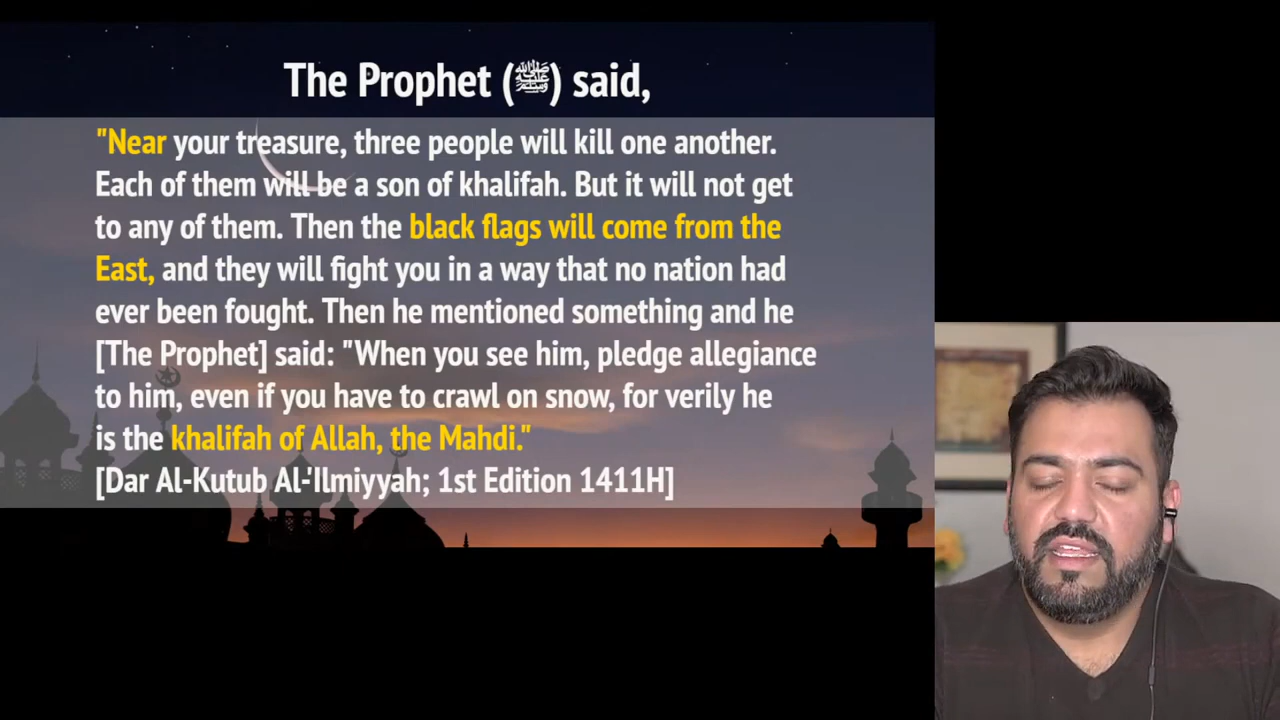 The Prophet (ﷺ) said,
"Near your treasure, three people will kill one another.
Each of them will be a son of khalifah. But it will not get
to any of them. Then the black flags will come from the
East, and they will fight you in a way that no nation had
ever been fought. Then he mentioned something and he
[The Prophet] said: "When you see him, pledge allegiance
to him, even if you have to crawl on snow, for verily he
is the khalifah of Allah, the Mahdi."
[Dar Al-Kutub Al-'Ilmiyyah; 1st Edition 1411H]